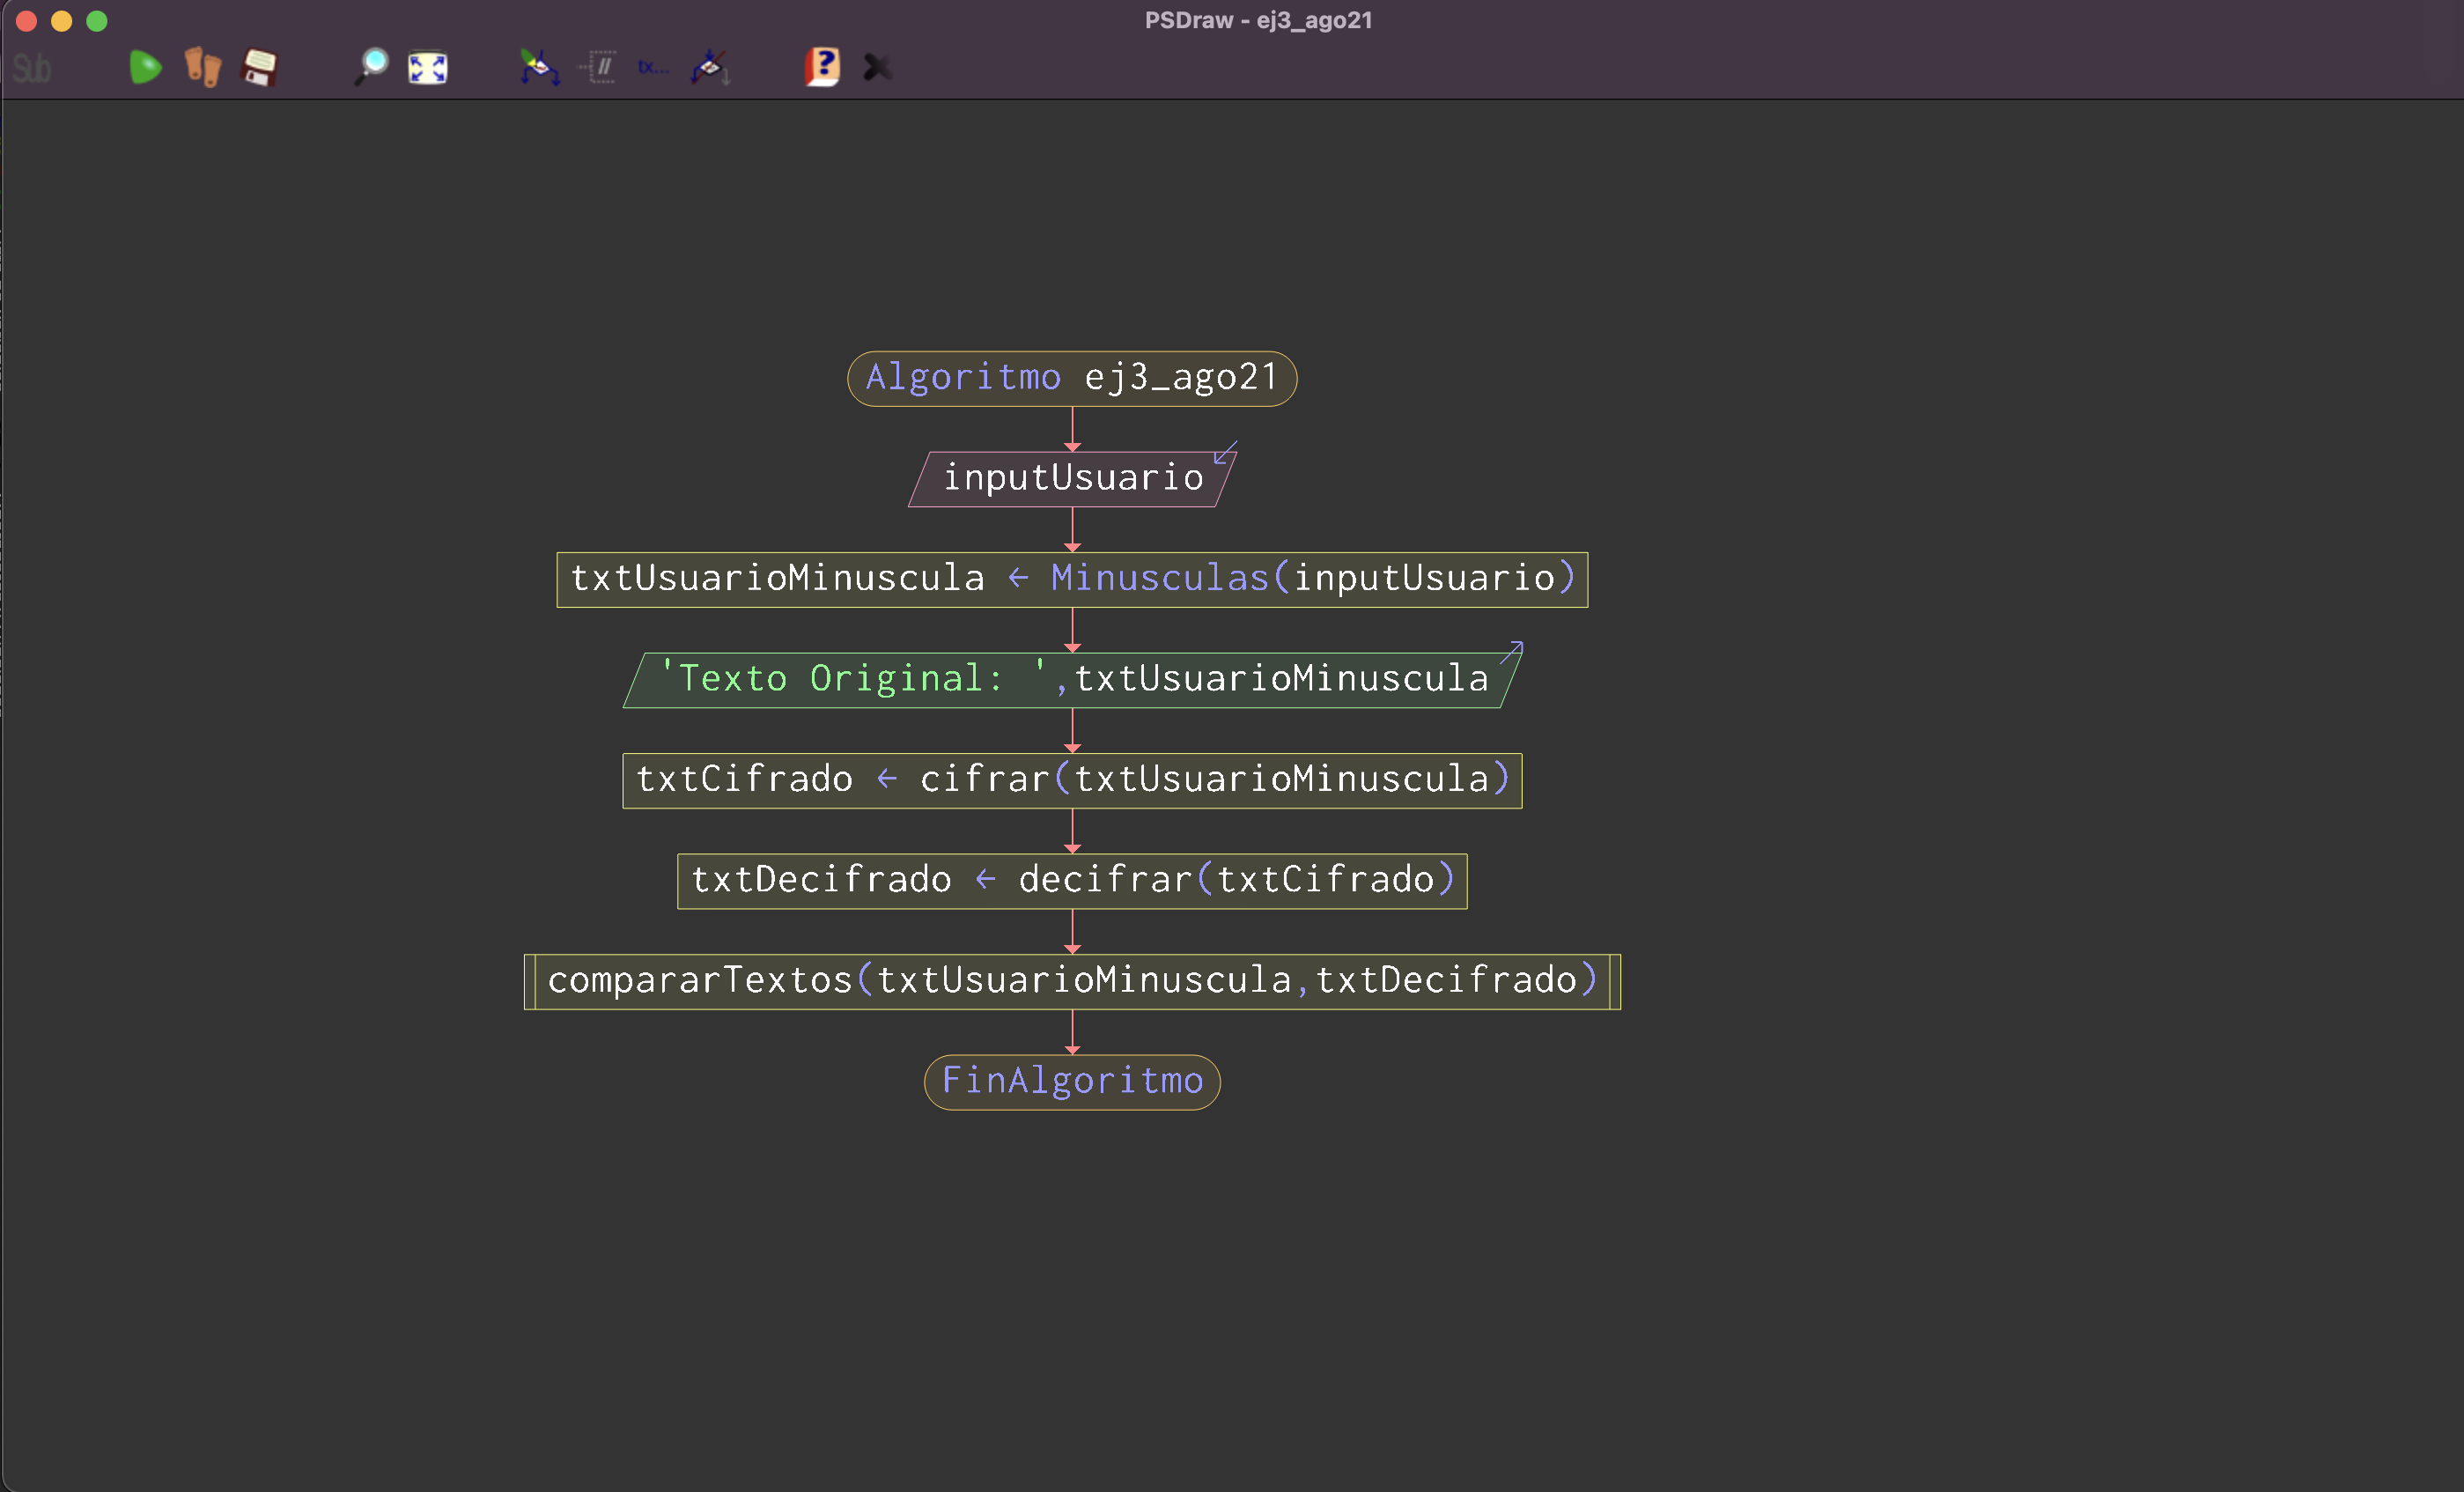 PSDraw - ej3_ago21
Sub
//
tx...
?
Algoritmo ej3_ago21
inputUsuario
txtUsuarioMinuscula ← Minusculas(inputUsuario)
'Texto Original: ',txtUsuarioMinuscula
txtCifrado ← cifrar(txtUsuarioMinuscula)
txtDecifrado ← decifrar(txtCifrado)
compararTextos(txtUsuarioMinuscula,txtDecifrado)
FinAlgoritmo